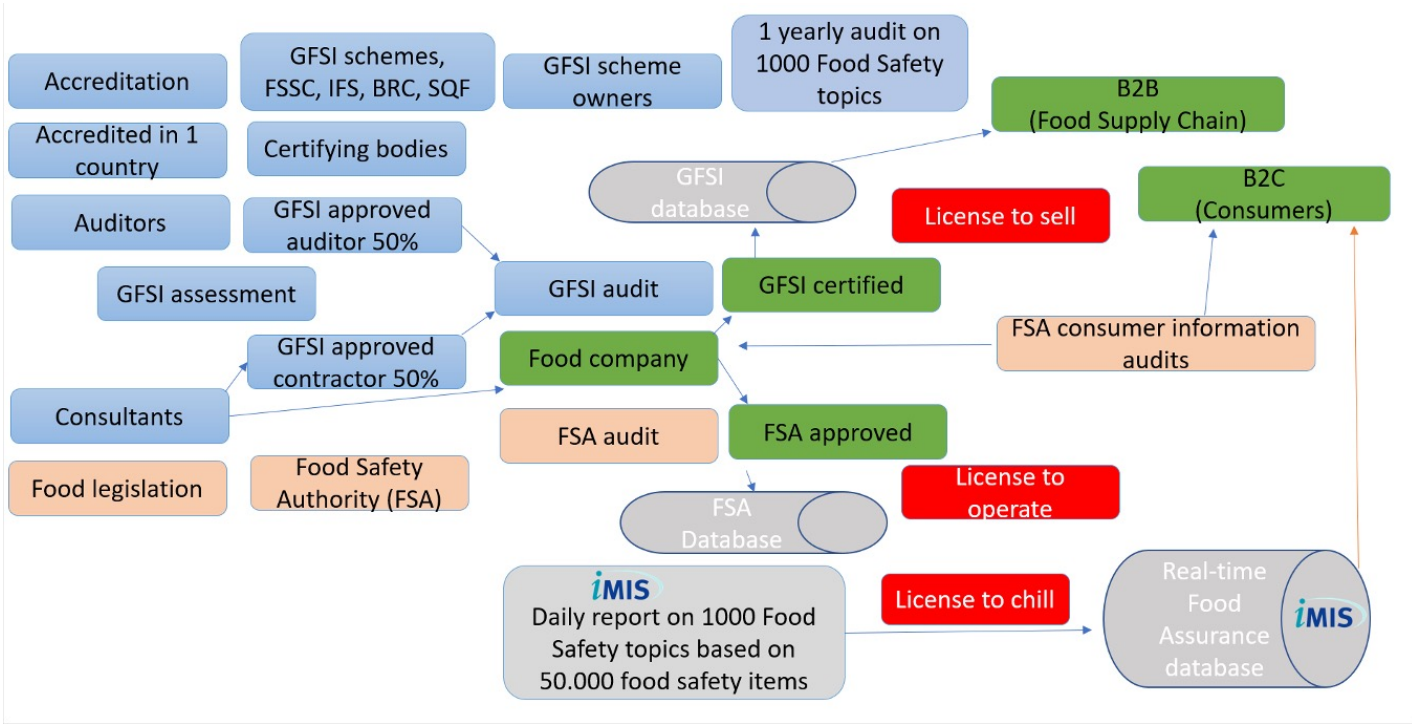 Accreditation
GFSI schemes,
FSSC, IFS, BRC, SQF
GFSI scheme
owners
1 yearly audit on
1000 Food Safety
topics
B2B
(Food Supply Chain)
Accredited in 1
country
Certifying bodies
GFSI
database
B2C
(Consumers)
Auditors
GFSI approved
auditor 50%
License to sell
GFSI assessment
GFSI audit
GFSI certified
GFSI approved
contractor 50%
Food company
FSA consumer information
audits
Consultants
FSA audit
FSA approved
Food legislation
Food Safety
Authority (FSA)
License to
operate
FSA
Database
iMIS
Daily report on 1000 Food
Safety topics based on
50.000 food safety items
License to chill
Real-time
Food
Assurance
database
iMIS